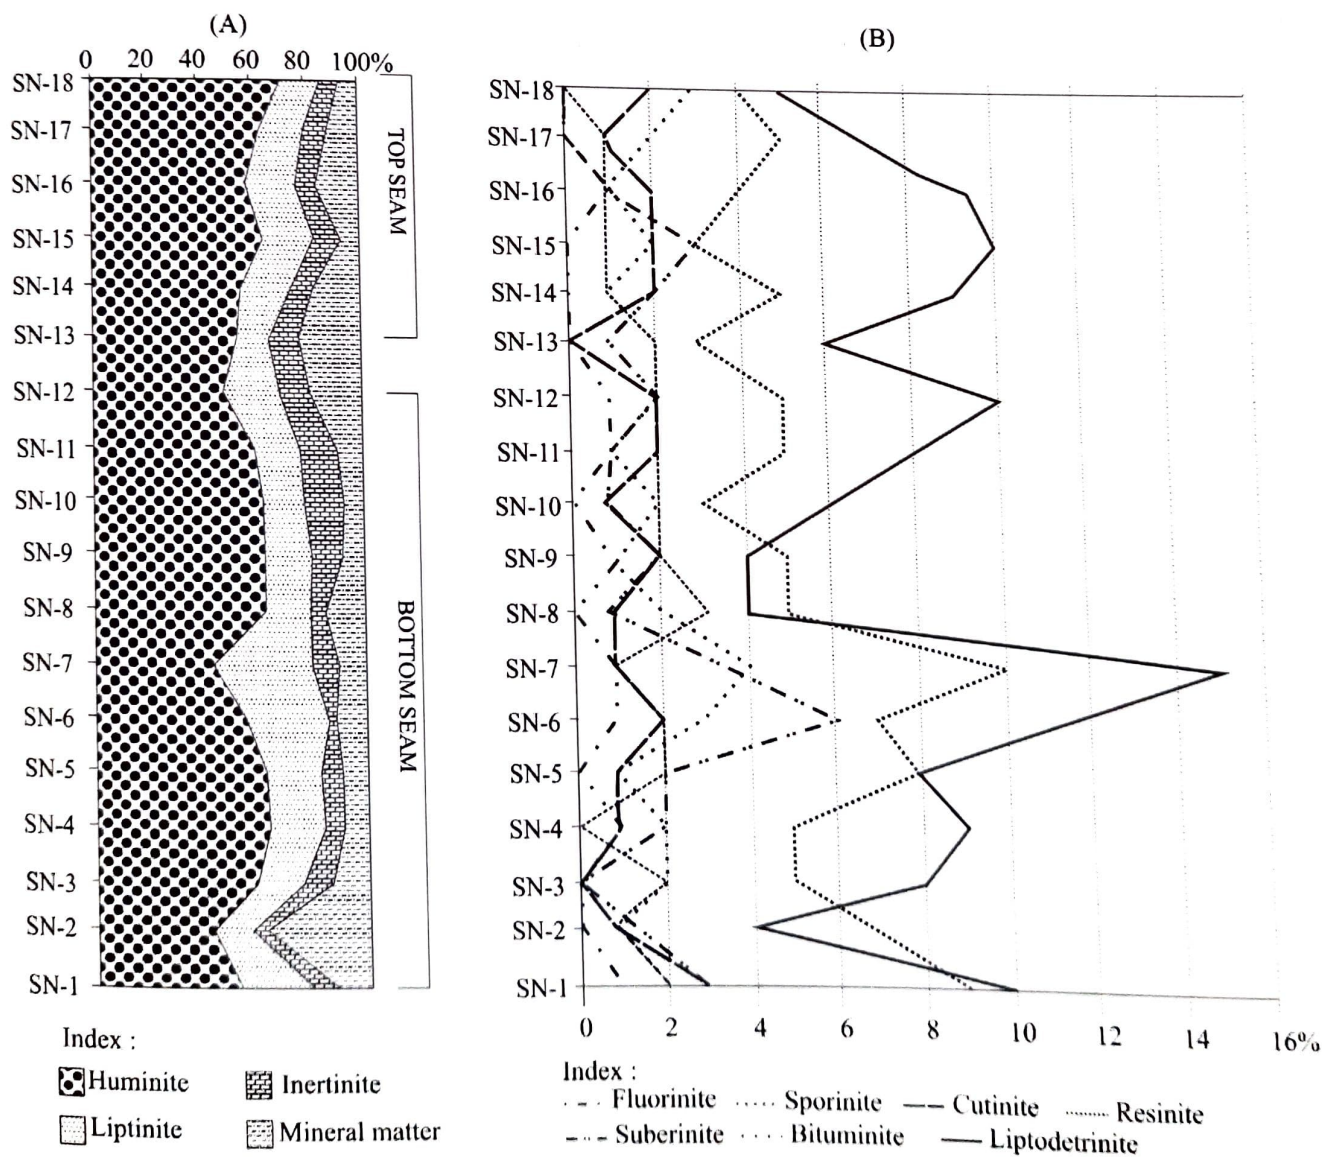 (A)
(B)
0 20 40 60 80 100%
SN-18
SN-17
SN-16
SN-15
SN-14
SN-13
SN-12
SN-11
SN-10
SN-9
SN-8
SN-7
SN-6
SN-5
SN-4
SN-3
SN-2
SN-1
TOP SEAM
BOTTOM SEAM
Index :
Huminite Inertinite
Liptinite Mineral matter
SN-18
SN-17
SN-16
SN-15
SN-14
SN-13
SN-12
SN-11
SN-10
SN-9
SN-8
SN-7
SN-6
SN-5
SN-4
SN-3
SN-2
SN-1
0 2 4 6 8 10 12 14 16%
Index :
Fluorinite Sporinite Cutinite Resinite
Suberinite Bituminite Liptodetrinite